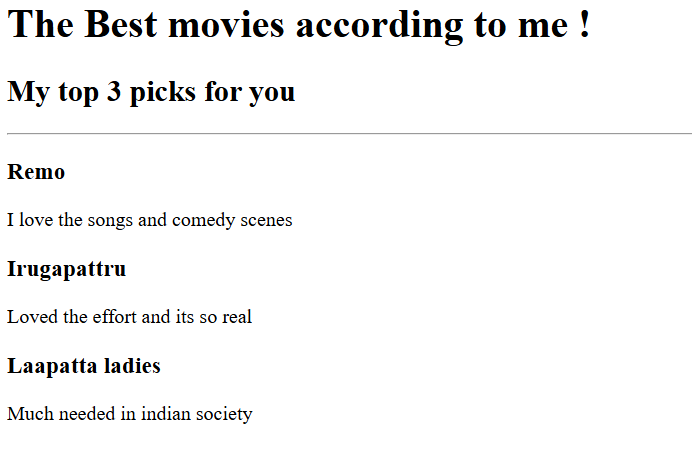 The Best movies according to me !
My top 3 picks for you
Remo
I love the songs and comedy scenes
Irugapattru
Loved the effort and its so real
Laapatta ladies
Much needed in indian society